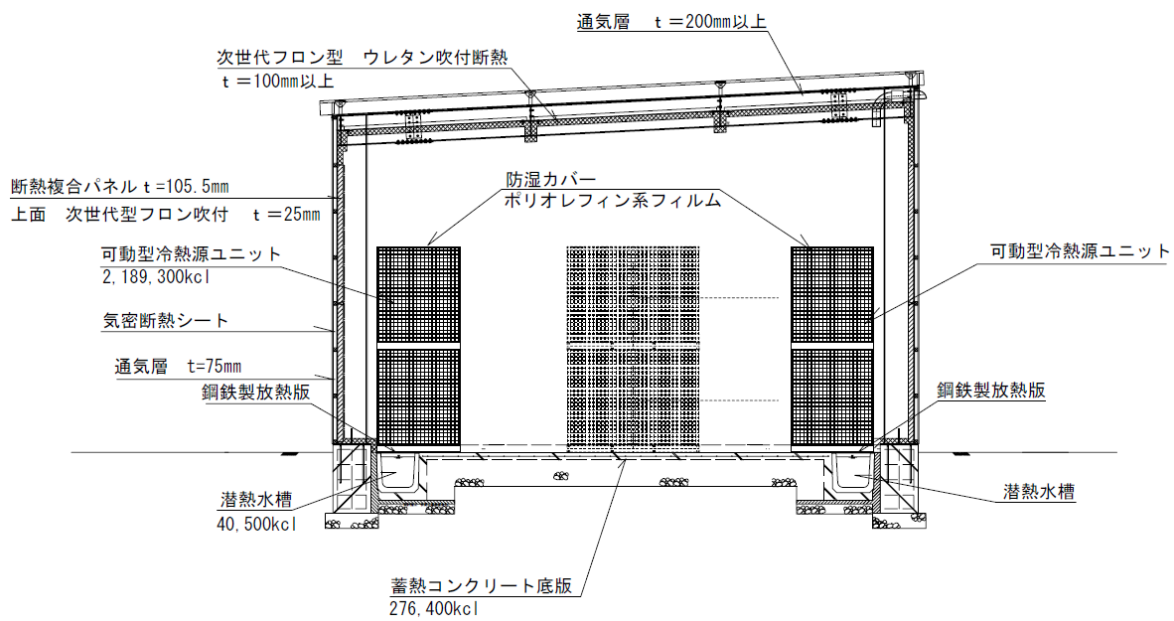 通気層 t＝200mm以上
次世代フロン型 ウレタン吹付断熱
t＝100mm以上
断熱複合パネルt=105.5mm
上面 次世代型フロン吹付 t＝25mm
防湿カバー
ポリオレフィン系フィルム
可動型冷熱源ユニット
2,189,300kcl
可動型冷熱源ユニット
気密断熱シート
通気層 t=75mm
鋼鉄製放熱版
鋼鉄製放熱版
潜熱水槽
40,500kcl
潜熱水槽
蓄熱コンクリート底版
276,400kcl